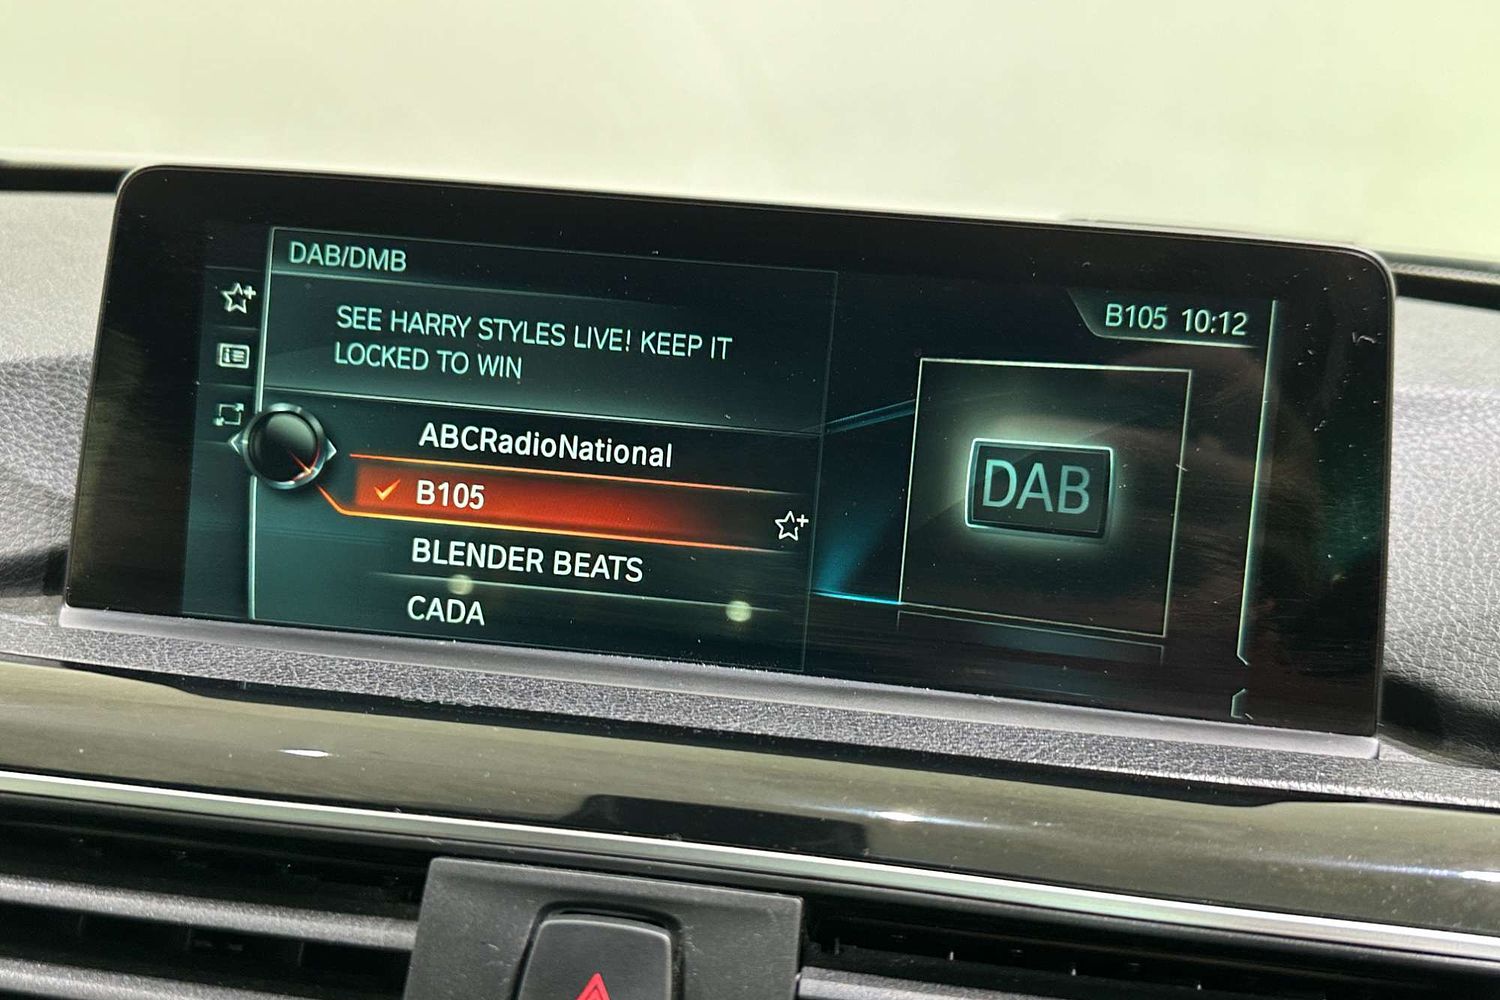 DAB/DMB
SEE HARRY STYLES LIVE! KEEP IT
LOCKED TO WIN
B105 10:12
ABCRadioNational
B105
BLENDER BEATS
CADA
DAB